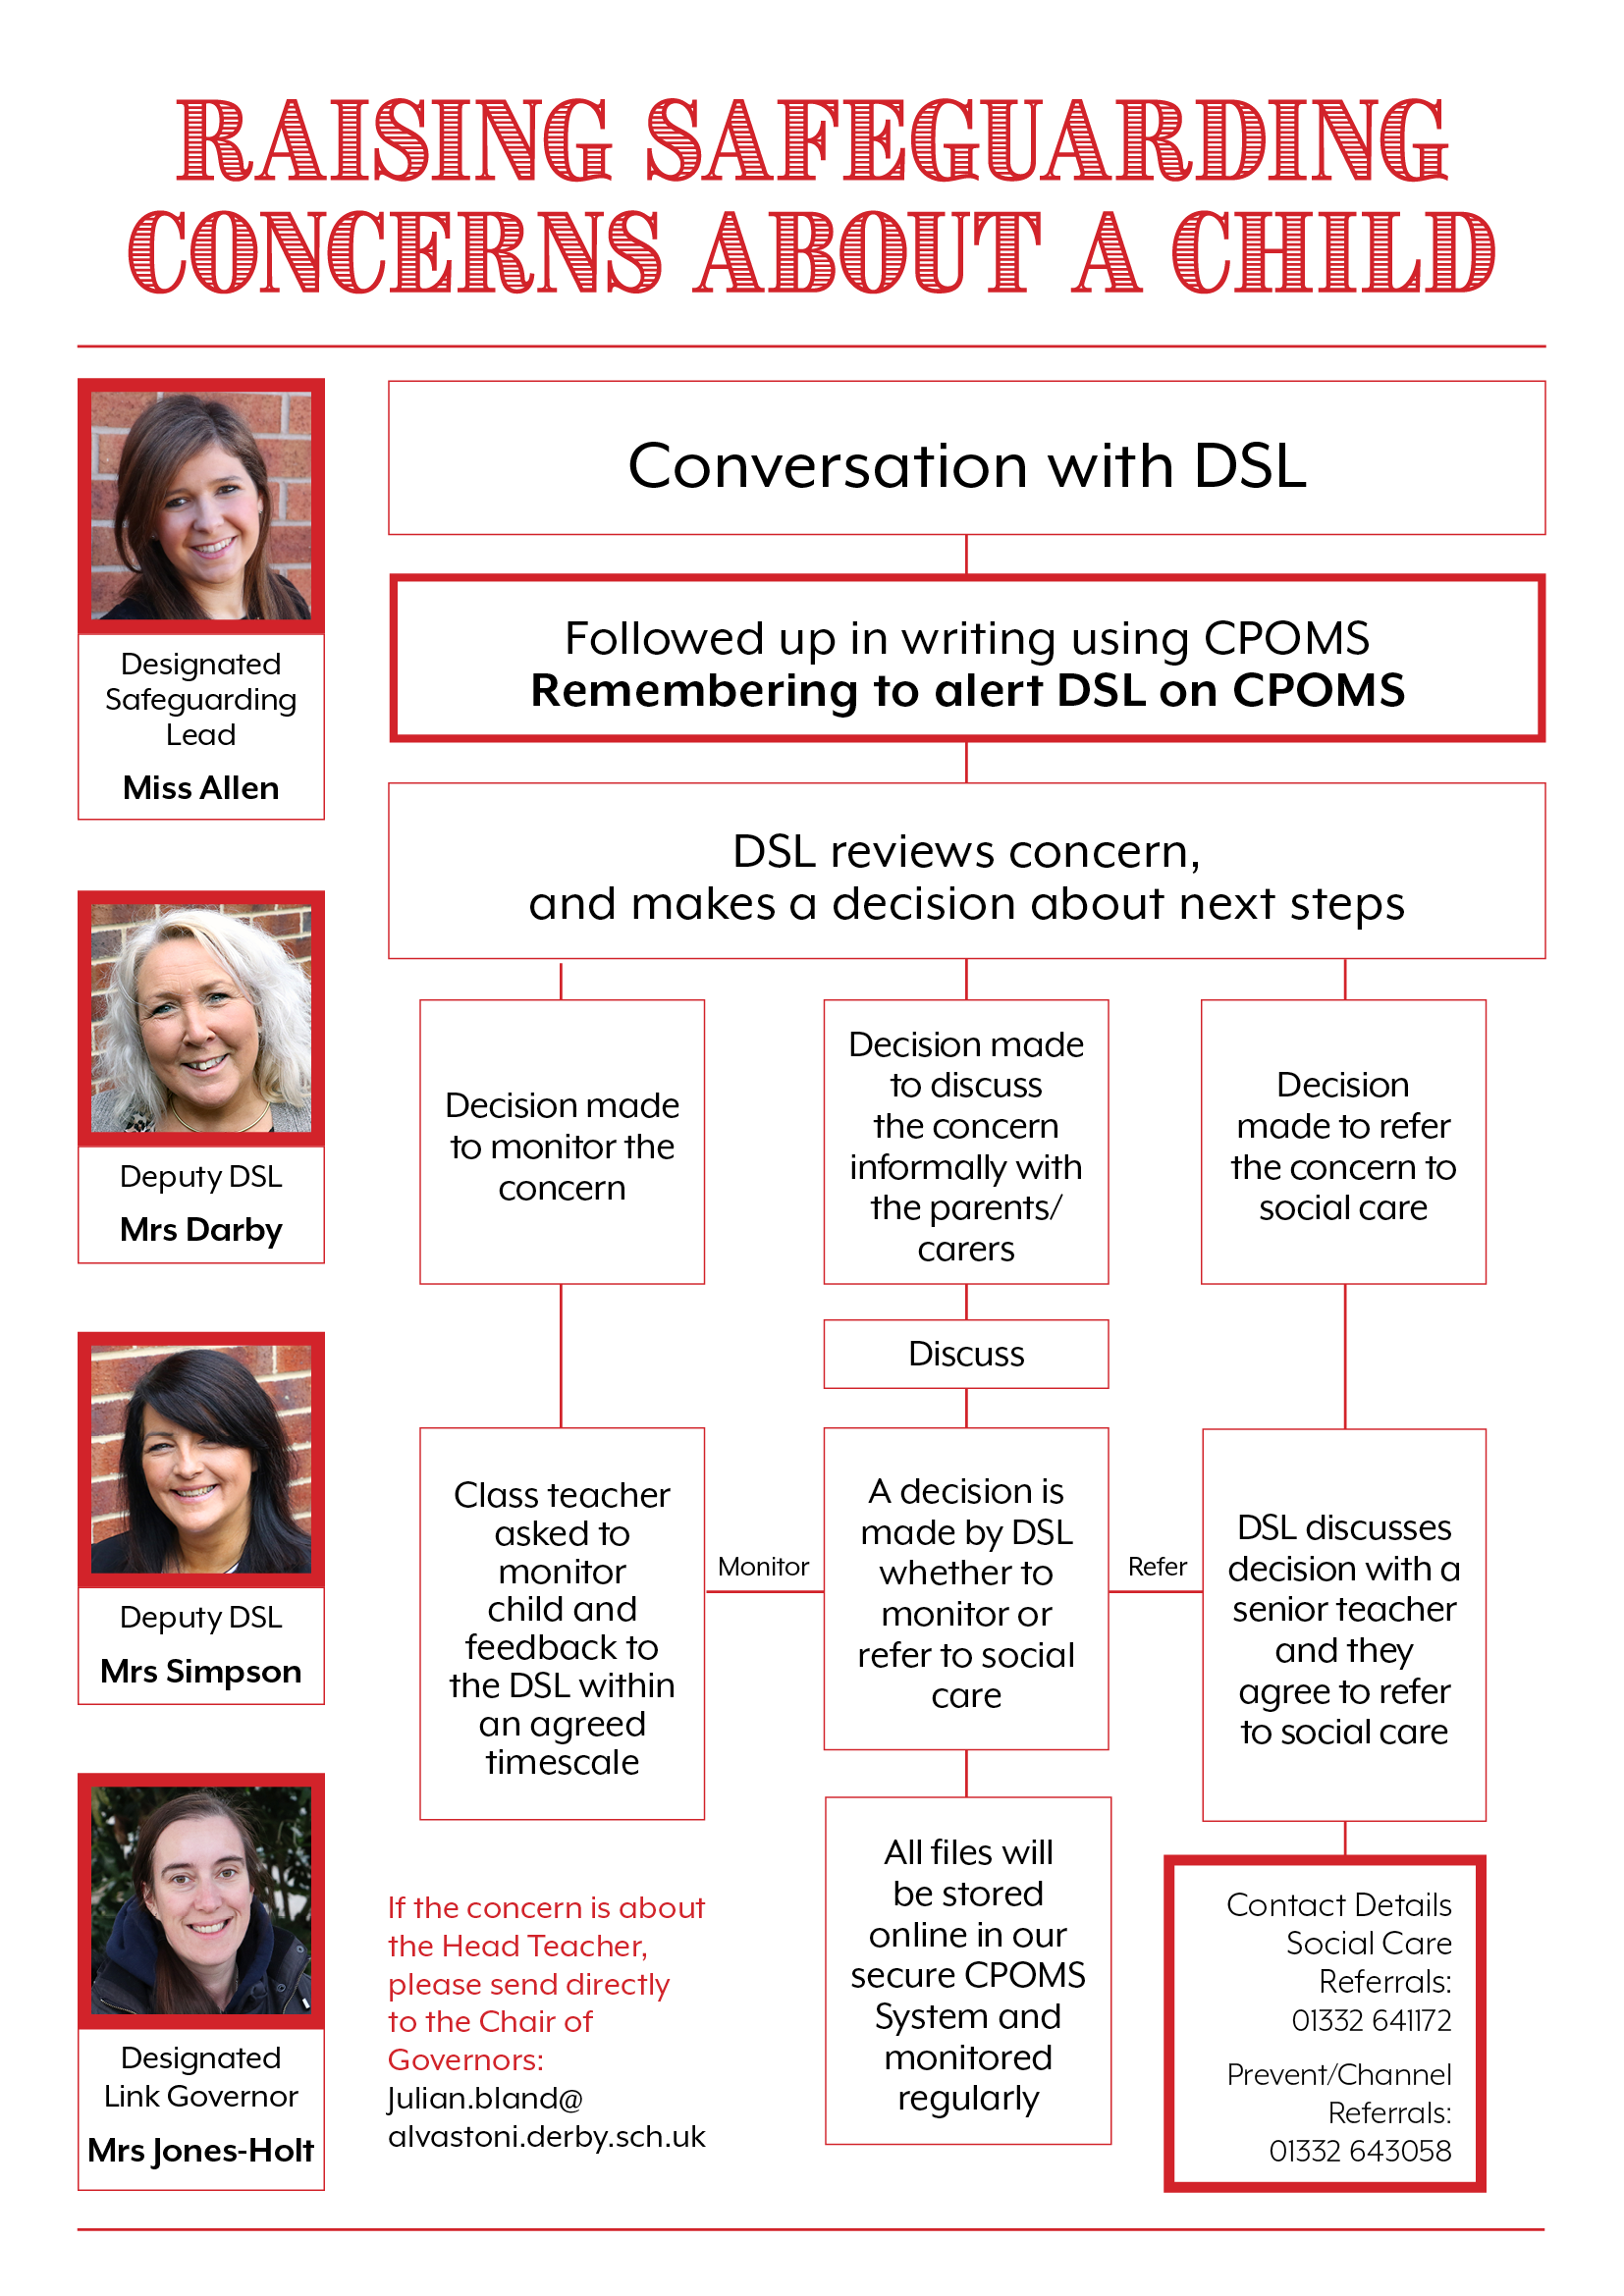 RAISING SAFEGUARDING
CONCERNS ABOUT A CHILD
Designated
Safeguarding
Lead
Miss Allen
Deputy DSL
Mrs Darby
Deputy DSL
Mrs Simpson
Designated
Link Governor
Mrs Jones-Holt
Conversation with DSL
Followed up in writing using CPOMS
Remembering to alert DSL on CPOMS
DSL reviews concern,
and makes a decision about next steps
Decision made
to monitor the
concern
Decision made
to discuss
the concern
informally with
the parents/
carers
Decision
made to refer
the concern to
social care
Discuss
Class teacher
asked to
monitor
child and
feedback to
the DSL within
an agreed
timescale
Monitor
A decision is
made by DSL
whether to
monitor or
refer to social
care
Refer
DSL discusses
decision with a
senior teacher
and they
agree to refer
to social care
If the concern is about
the Head Teacher,
please send directly
to the Chair of
Governors:
Julian.bland@
alvastoni.derby.sch.uk
All files will
be stored
online in our
secure CPOMS
System and
monitored
regularly
Contact Details
Social Care
Referrals:
01332 641172
Prevent/Channel
Referrals:
01332 643058